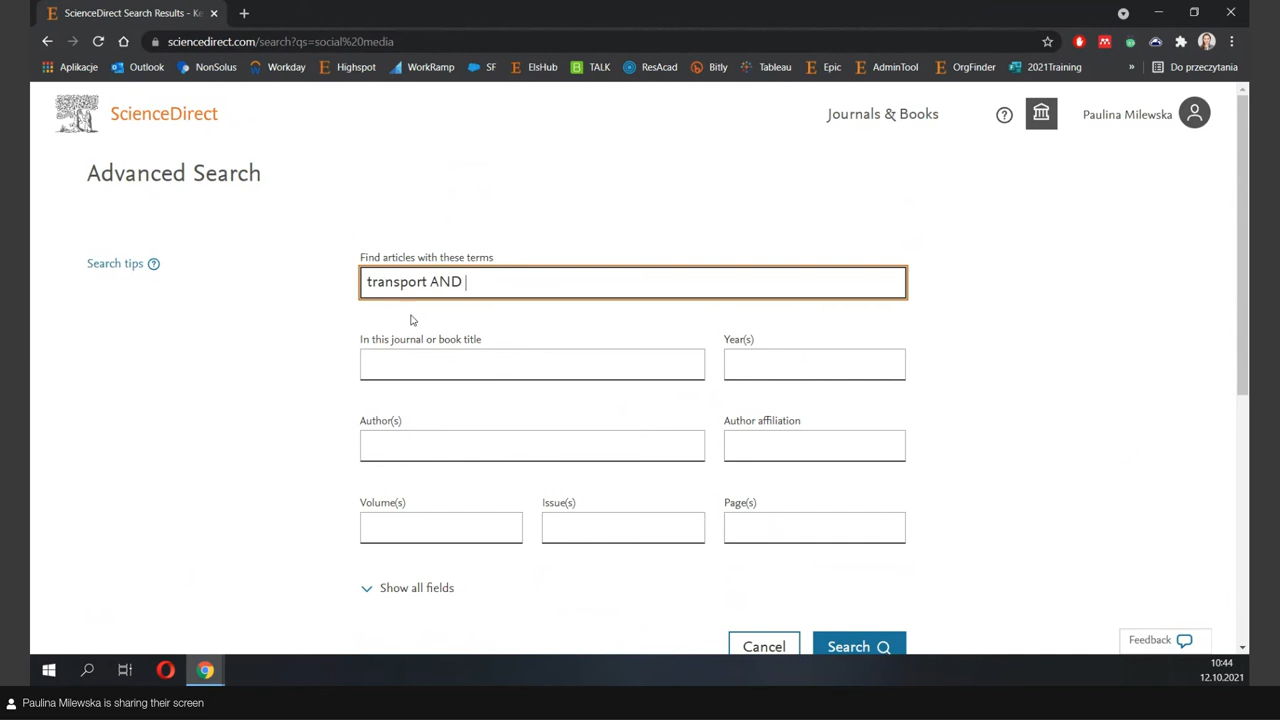 ScienceDirect Search Results - Ke
sciencedirect.com/search?qs=social%20media
Aplikacje Outlook NonSolus Workday Highspot WorkRamp SF ElsHub TALK ResAcad Bitly Tableau Epic AdminTool OrgFinder 2021Training » Do przeczytania
ScienceDirect
Journals & Books
Paulina Milewska
Advanced Search
Search tips
Find articles with these terms
transport AND
In this journal or book title
Year(s)
Author(s)
Author affiliation
Volume(s)
Issue(s)
Page(s)
Show all fields
Cancel
Search
Feedback
10:44
12.10.2021
Paulina Milewska is sharing their screen